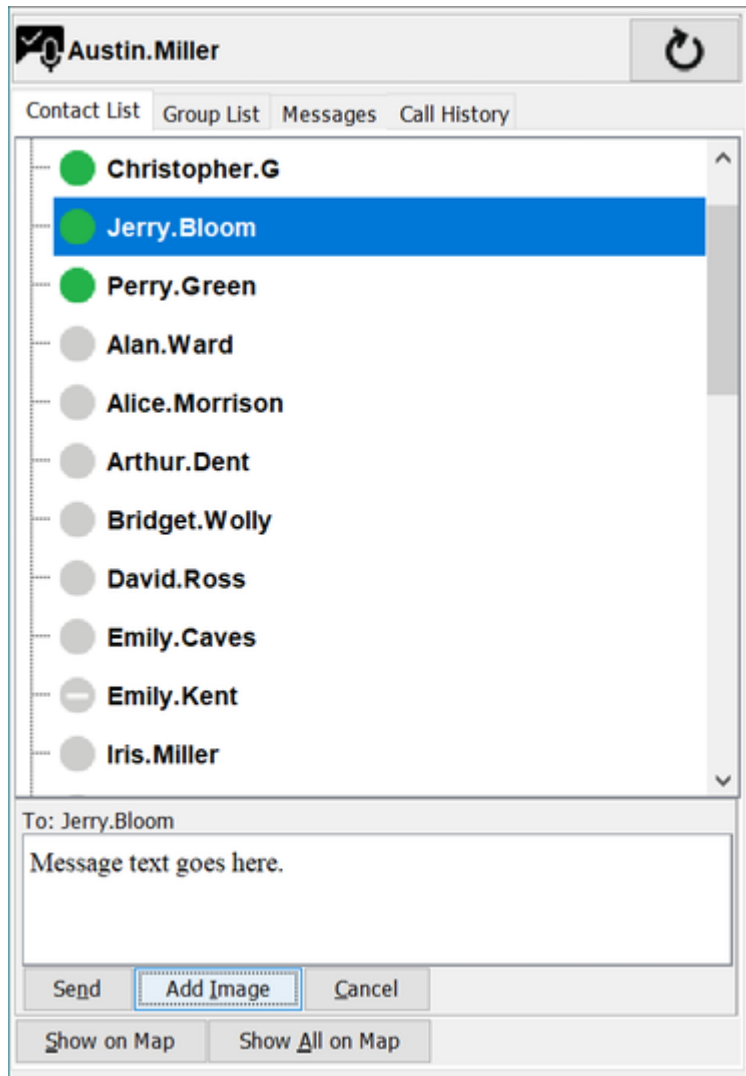 Austin.Miller
Contact List Group List Messages Call History
Christopher.G
Jerry.Bloom
Perry.Green
Alan.Ward
Alice.Morrison
Arthur.Dent
Bridget.Wolly
David.Ross
Emily.Caves
Emily.Kent
Iris.Miller
To: Jerry.Bloom
Message text goes here.
Send Add Image Cancel
Show on Map Show All on Map